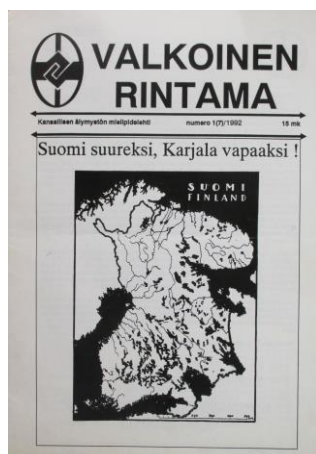 VALKOINEN
RINTAMA
Kansallisen älymystön mielipidelehti numero 1(7)/1992 15 mk
Suomi suureksi, Karjala vapaaksi !
SUOMI
FINLAND